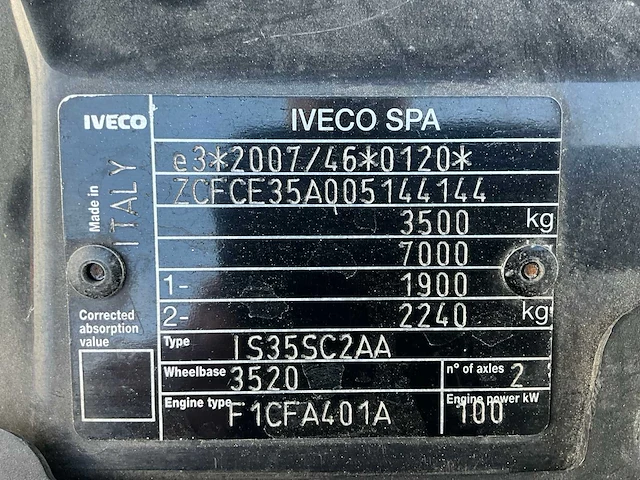 IVECO
IVECO SPA
Made in
ITALY
e3*2007/46*0120*
ZCFCE35A005144144
3500 kg
7000
1- 1900
2- 2240 kg
Corrected
absorption
value
Type IS35SC2AA
Wheelbase 3520 n° of axles 2
Engine type F1CFA401A Engine power kW 100